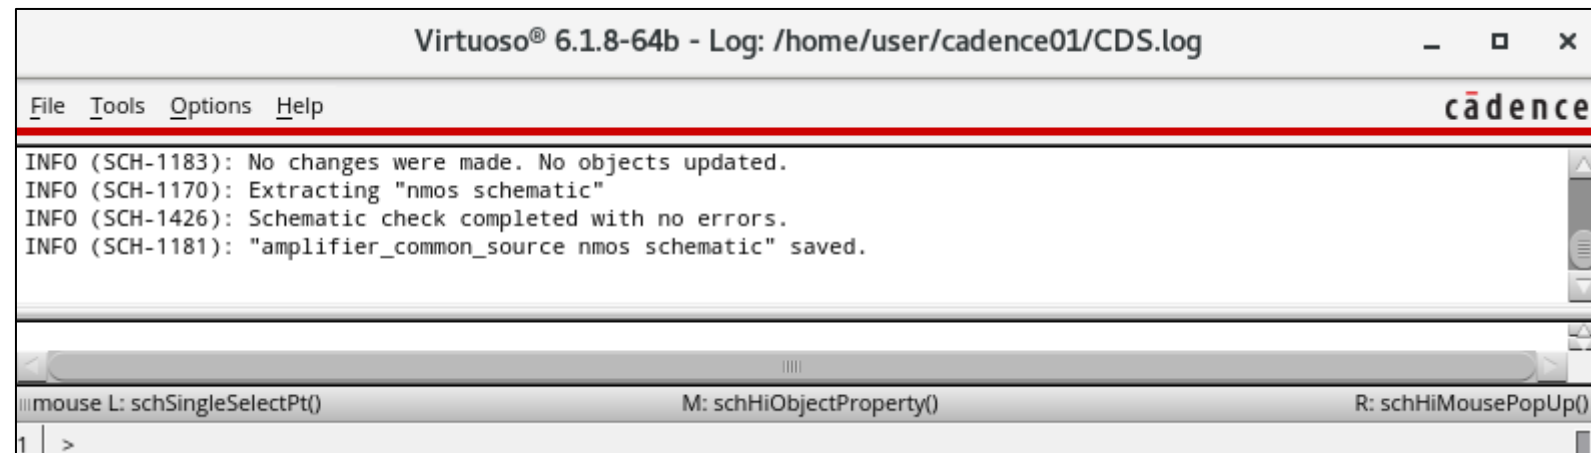 Virtuoso® 6.1.8-64b - Log: /home/user/cadence01/CDS.log
File Tools Options Help cādence
INFO (SCH-1183): No changes were made. No objects updated.
INFO (SCH-1170): Extracting "nmos schematic"
INFO (SCH-1426): Schematic check completed with no errors.
INFO (SCH-1181): "amplifier_common_source nmos schematic" saved.
mouse L: schSingleSelectPt() M: schHiObjectProperty() R: schHiMousePopUp()
1 >